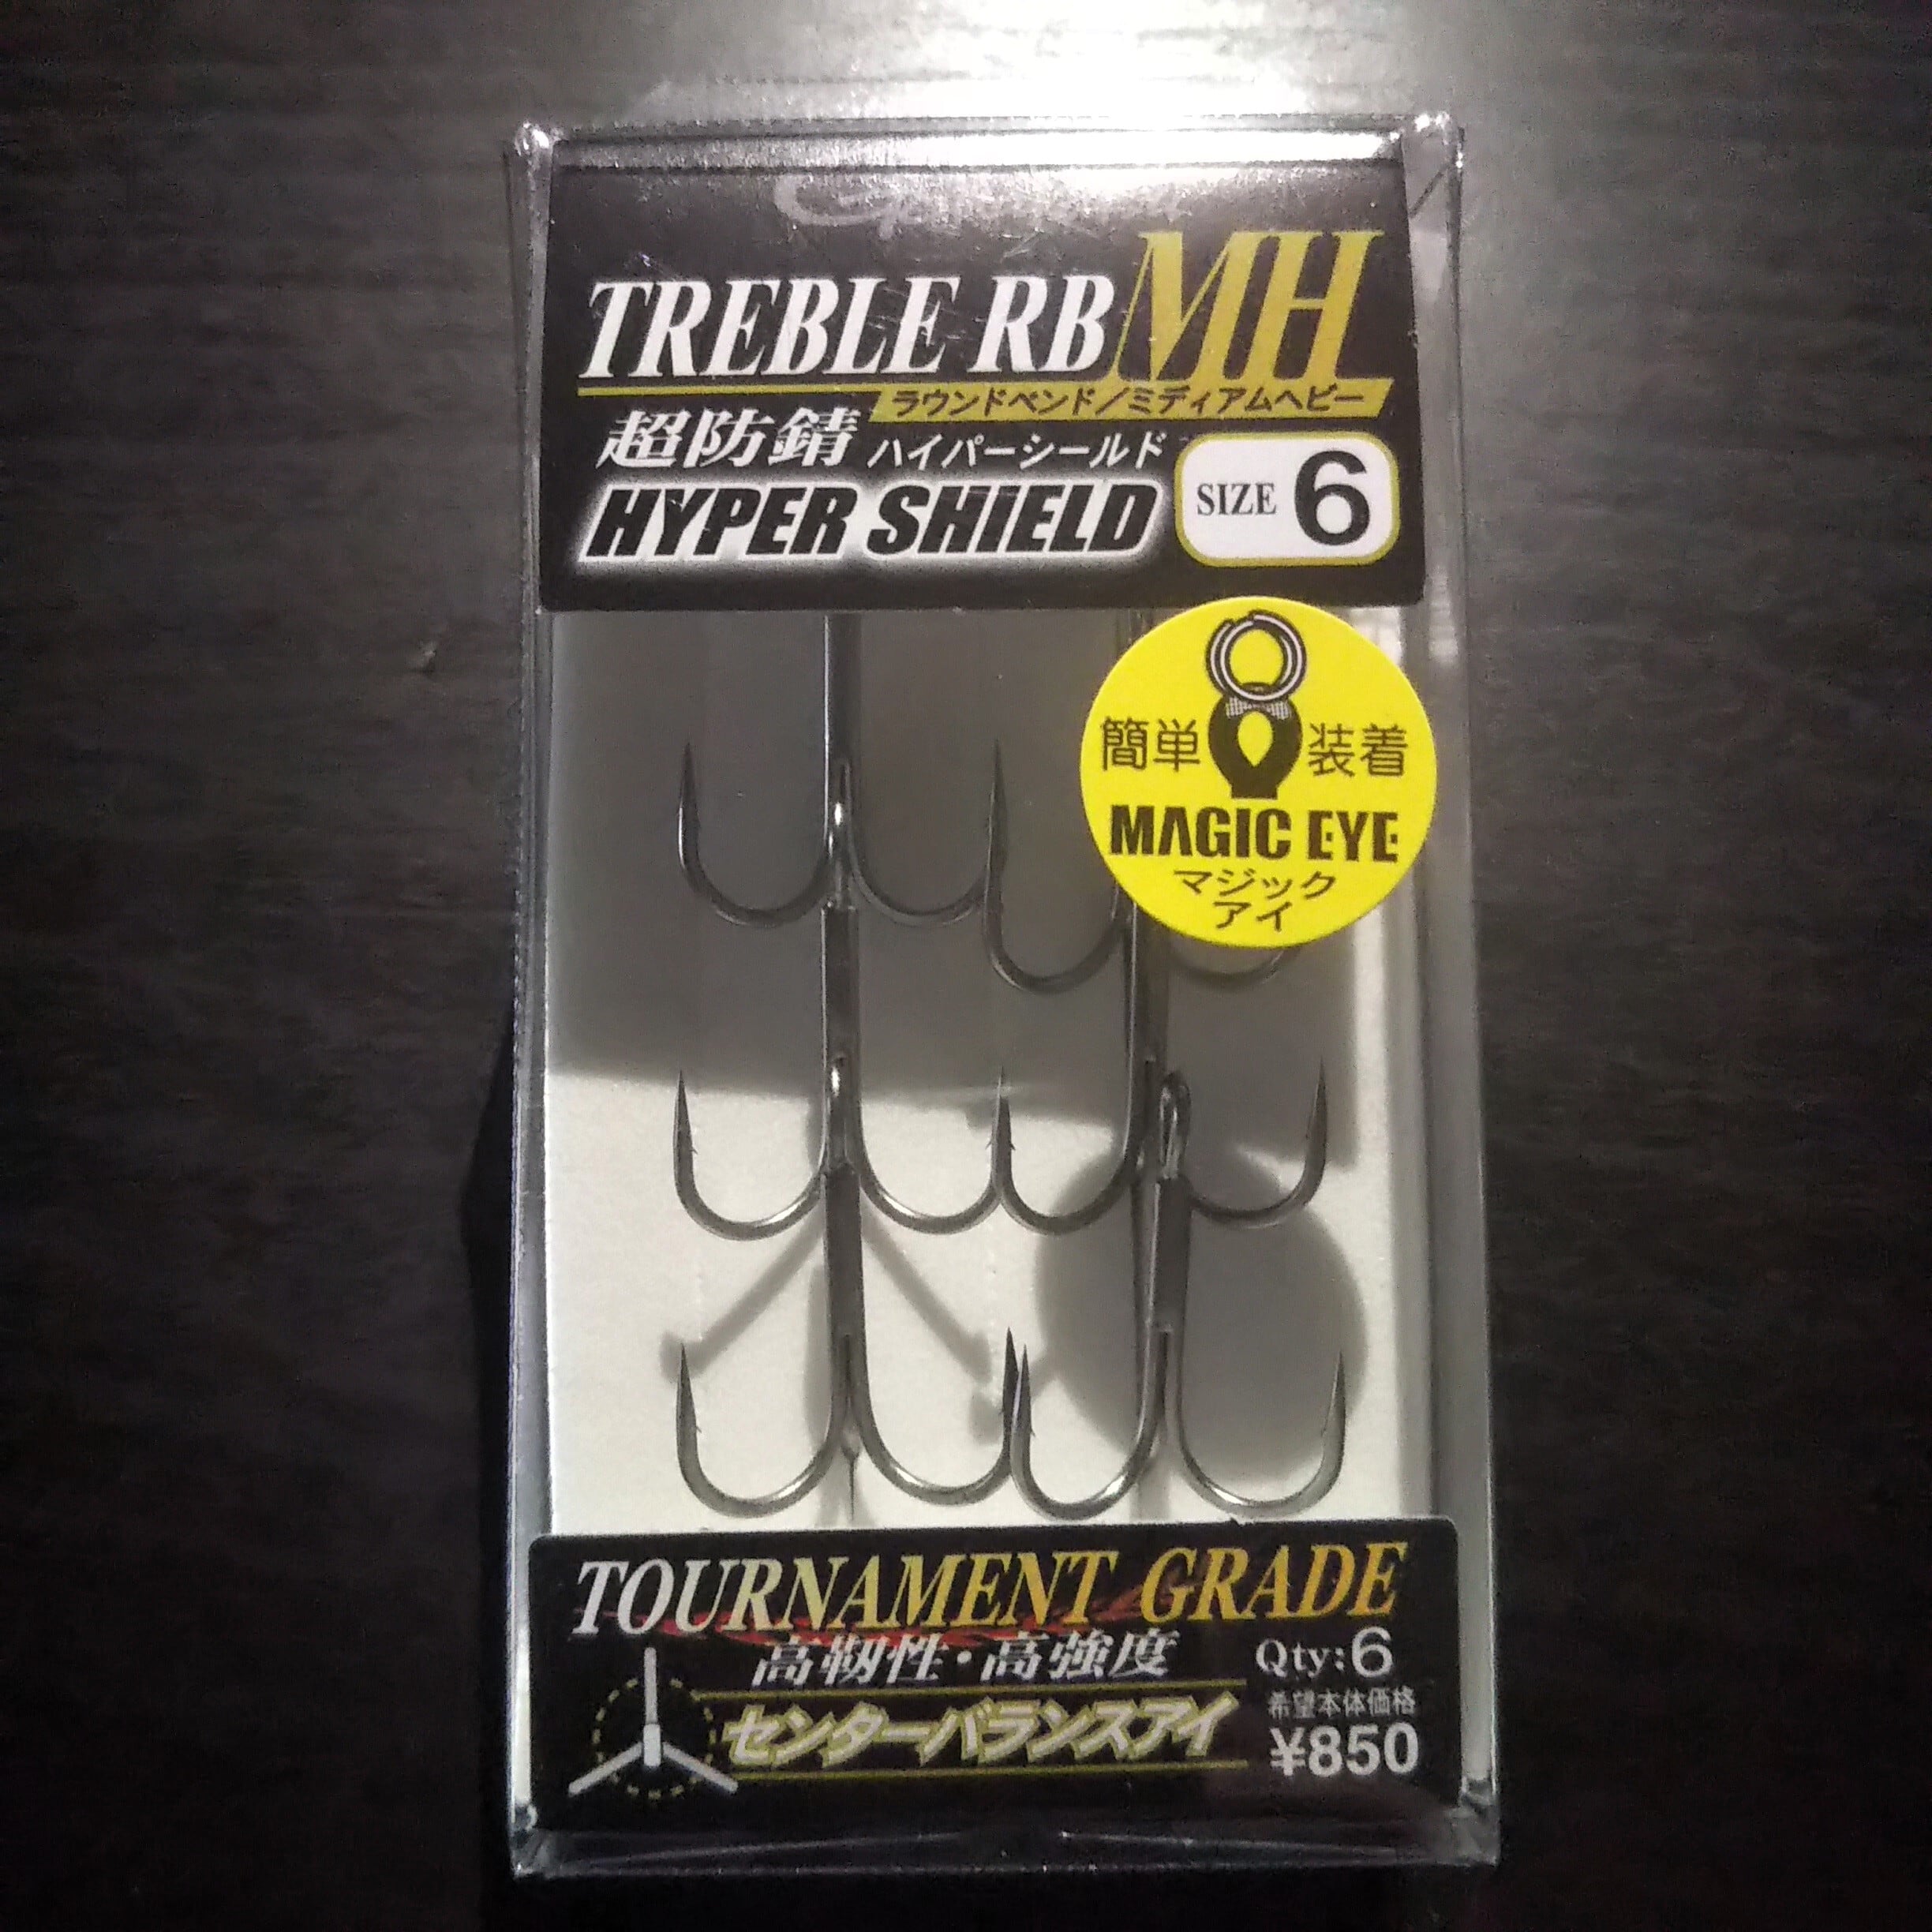 TREBLE RB MH
ラウンドベンド/ミディアムヘビー
超防錆 ハイパーシールド
HYPER SHIELD
SIZE 6
簡単 装着
MAGIC EYE
マジック
アイ
TOURNAMENT GRADE
高靭性・高強度
Qty:6
センターバランスアイ
希望本体価格
¥850